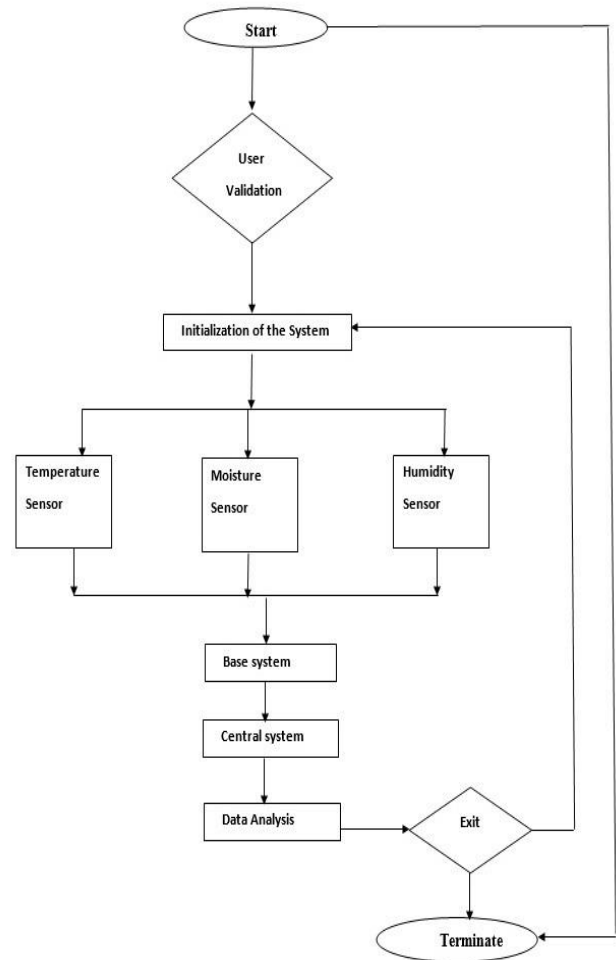 Start
User
Validation
Initialization of the System
Temperature
Sensor
Moisture
Sensor
Humidity
Sensor
Base system
Central system
Data Analysis
Exit
Terminate